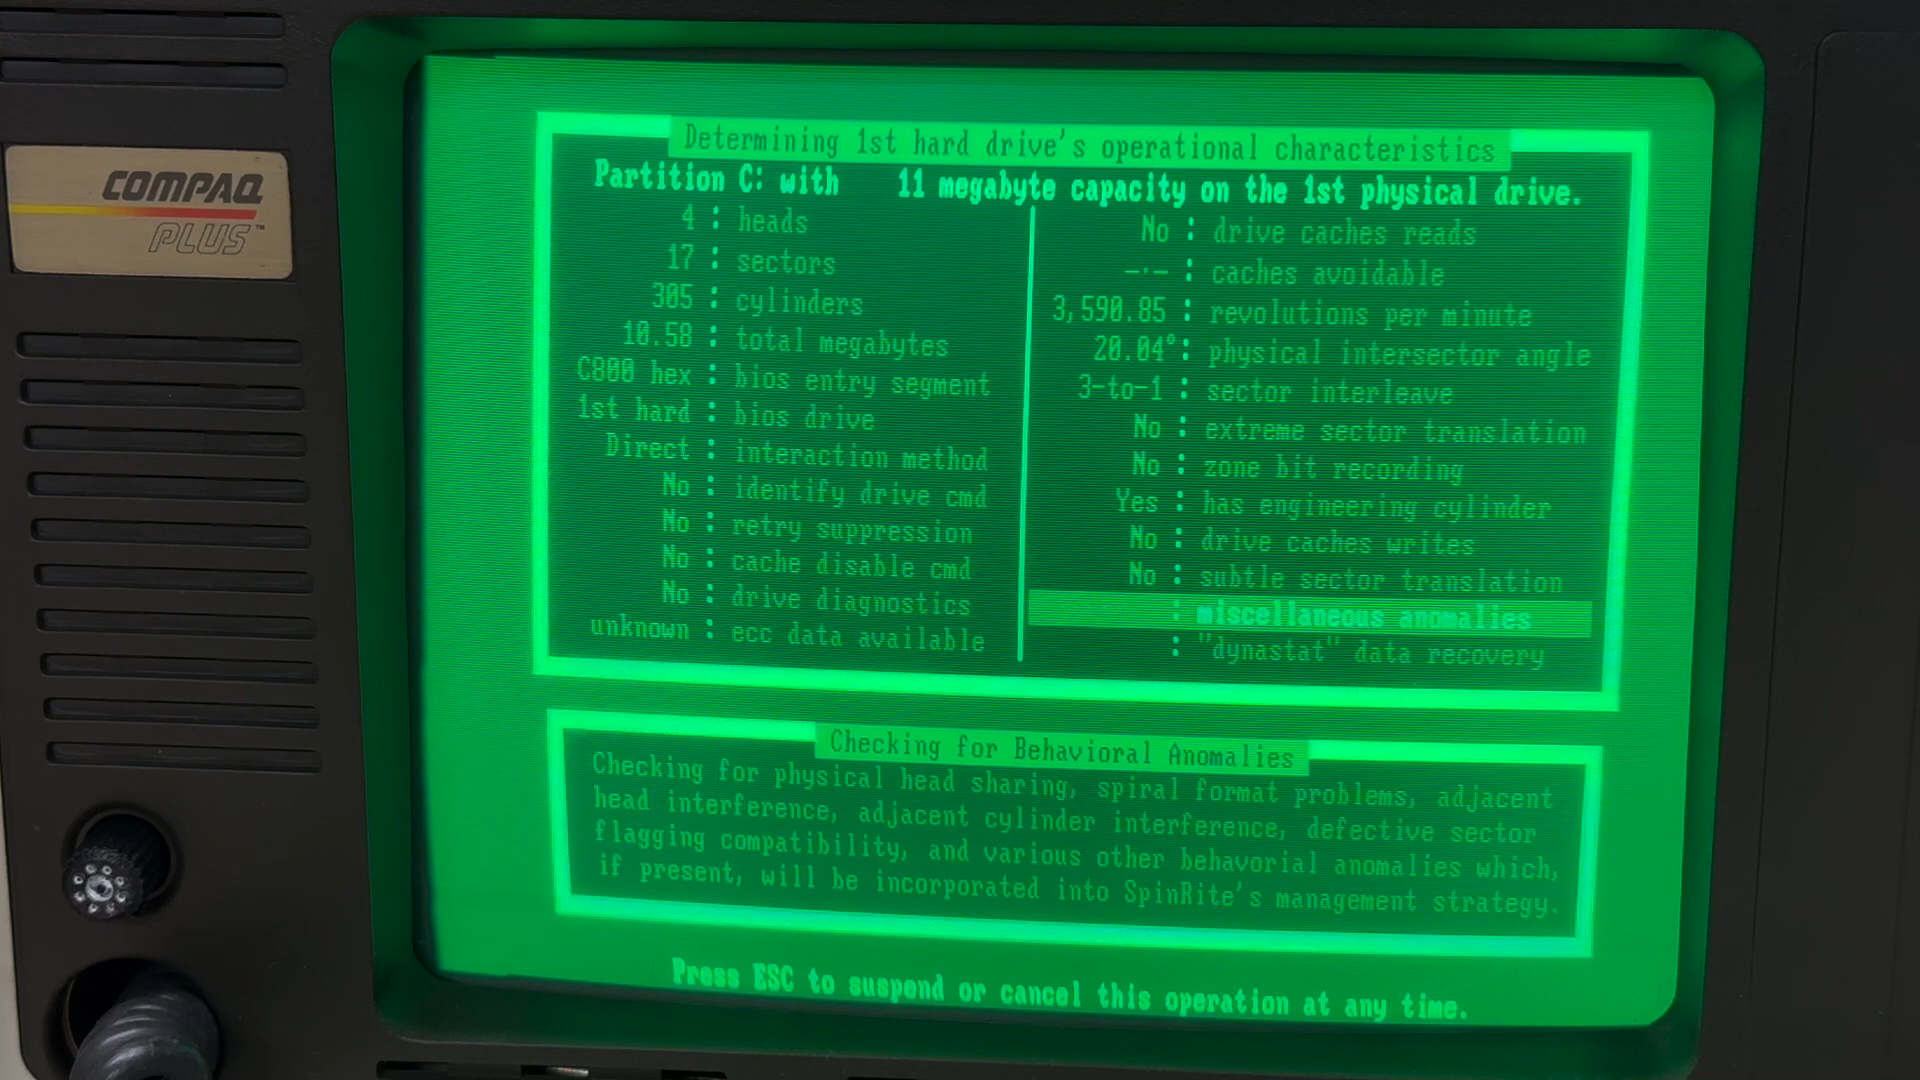 COMPAQ
PLUS™
Determining 1st hard drive's operational characteristics
Partition C: with 11 megabyte capacity on the 1st physical drive.
4 : heads
17 : sectors
305 : cylinders
10.58 : total megabytes
C800 hex : bios entry segment
1st hard : bios drive
Direct : interaction method
No : identify drive cmd
No : retry suppression
No : cache disable cmd
No : drive diagnostics
unknown : ecc data available
No : drive caches reads
–·– : caches avoidable
3,590.85 : revolutions per minute
20.04°: physical intersector angle
3-to-1 : sector interleave
No : extreme sector translation
No : zone bit recording
Yes : has engineering cylinder
No : drive caches writes
No : subtle sector translation
: miscellaneous anomalies
: "dynastat" data recovery
Checking for Behavioral Anomalies
Checking for physical head sharing, spiral format problems, adjacent
head interference, adjacent cylinder interference, defective sector
flagging compatibility, and various other behavorial anomalies which,
if present, will be incorporated into SpinRite's management strategy.
Press ESC to suspend or cancel this operation at any time.